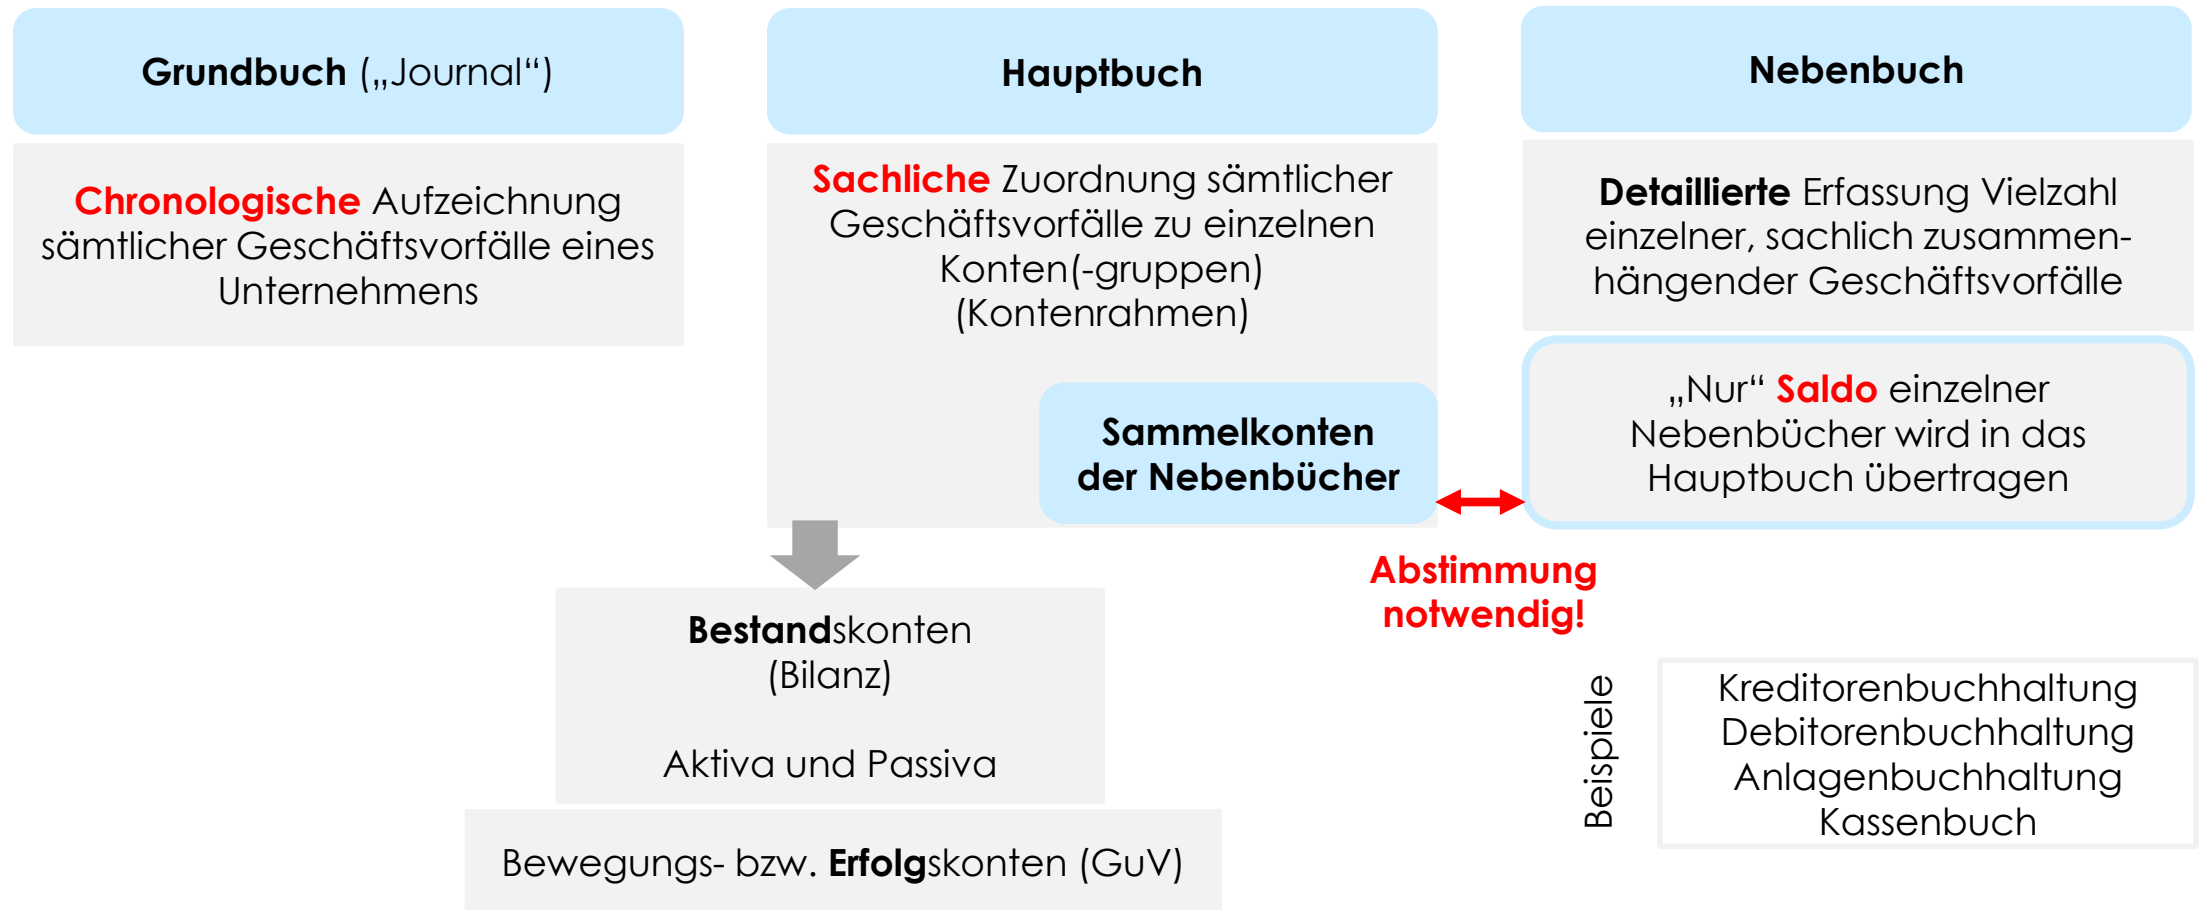 Grundbuch („Journal“)
Chronologische Aufzeichnung
sämtlicher Geschäftsvorfälle eines
Unternehmens
Hauptbuch
Sachliche Zuordnung sämtlicher
Geschäftsvorfälle zu einzelnen
Konten(-gruppen)
(Kontenrahmen)
Sammelkonten
der Nebenbücher
Nebenbuch
Detaillierte Erfassung Vielzahl
einzelner, sachlich zusammen-
hängender Geschäftsvorfälle
„Nur“ Saldo einzelner
Nebenbücher wird in das
Hauptbuch übertragen
Abstimmung
notwendig!
Bestandskonten
(Bilanz)
Aktiva und Passiva
Bewegungs- bzw. Erfolgskonten (GuV)
Beispiele
Kreditorenbuchhaltung
Debitorenbuchhaltung
Anlagenbuchhaltung
Kassenbuch